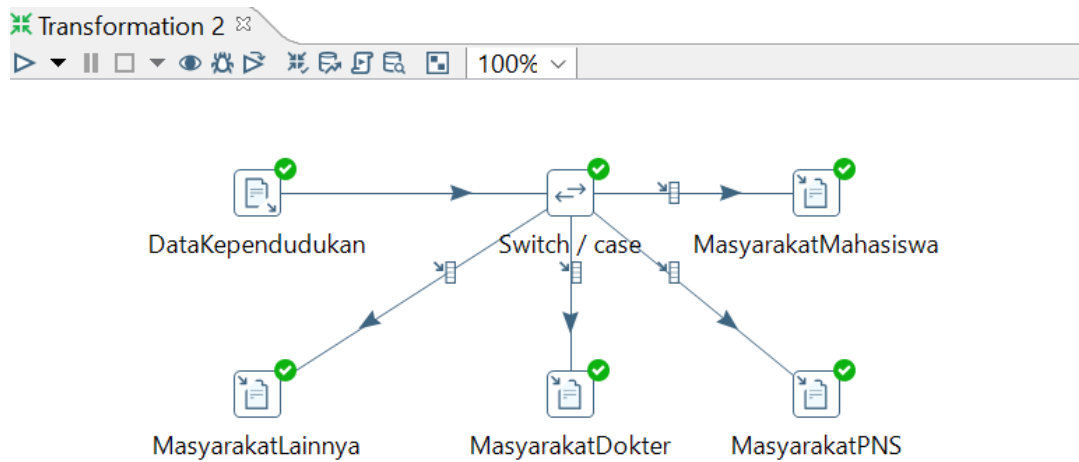 Transformation 2
100%
DataKependudukan
Switch / case
MasyarakatMahasiswa
MasyarakatLainnya
MasyarakatDokter
MasyarakatPNS